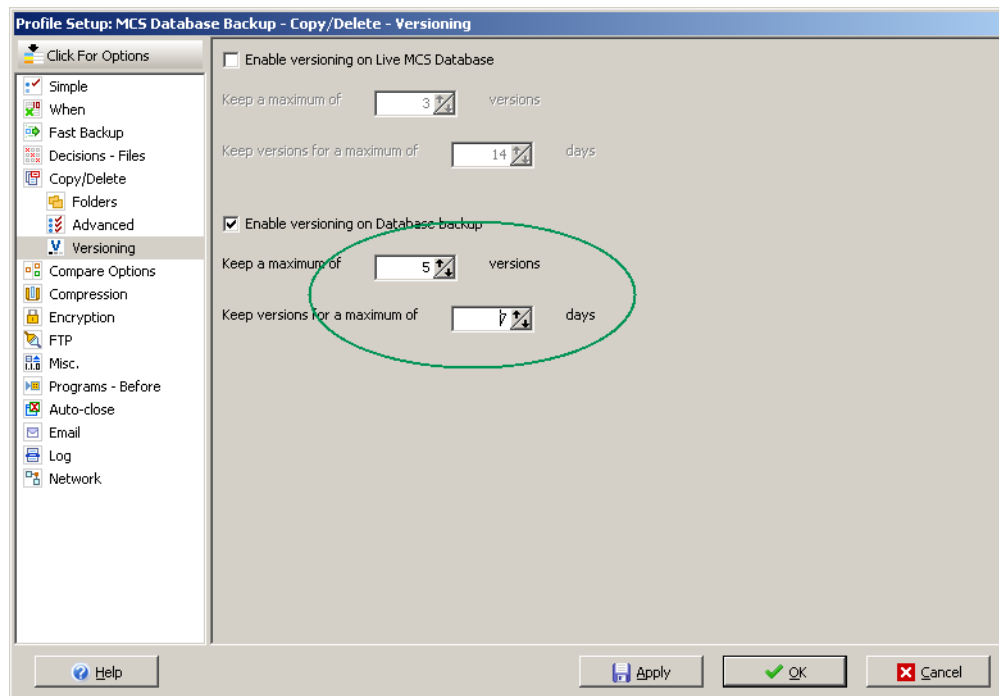 Profile Setup: MCS Database Backup - Copy/Delete - Versioning
Click For Options
Simple
When
Fast Backup
Decisions - Files
Copy/Delete
Folders
Advanced
Versioning
Compare Options
Compression
Encryption
FTP
Misc.
Programs - Before
Auto-close
Email
Log
Network
Enable versioning on Live MCS Database
Keep a maximum of 3 versions
Keep versions for a maximum of 14 days
Enable versioning on Database backup
Keep a maximum of 5 versions
Keep versions for a maximum of 7 days
Help
Apply
OK
Cancel